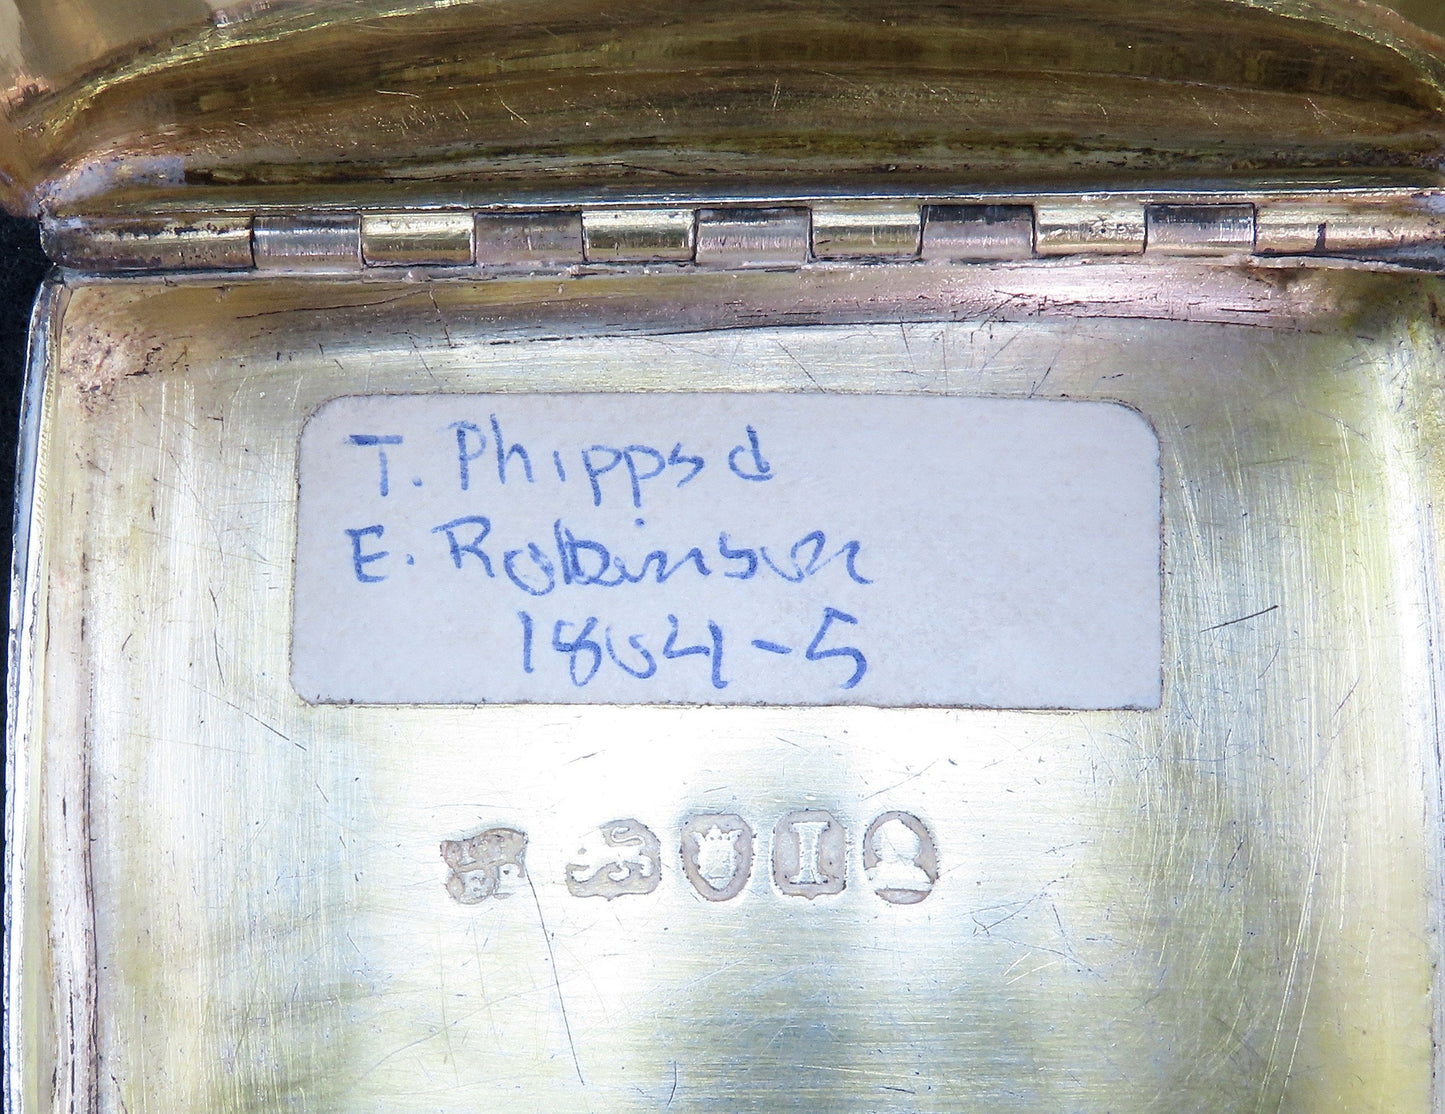 T. Phipps d
E. Robinson
1804-5
I